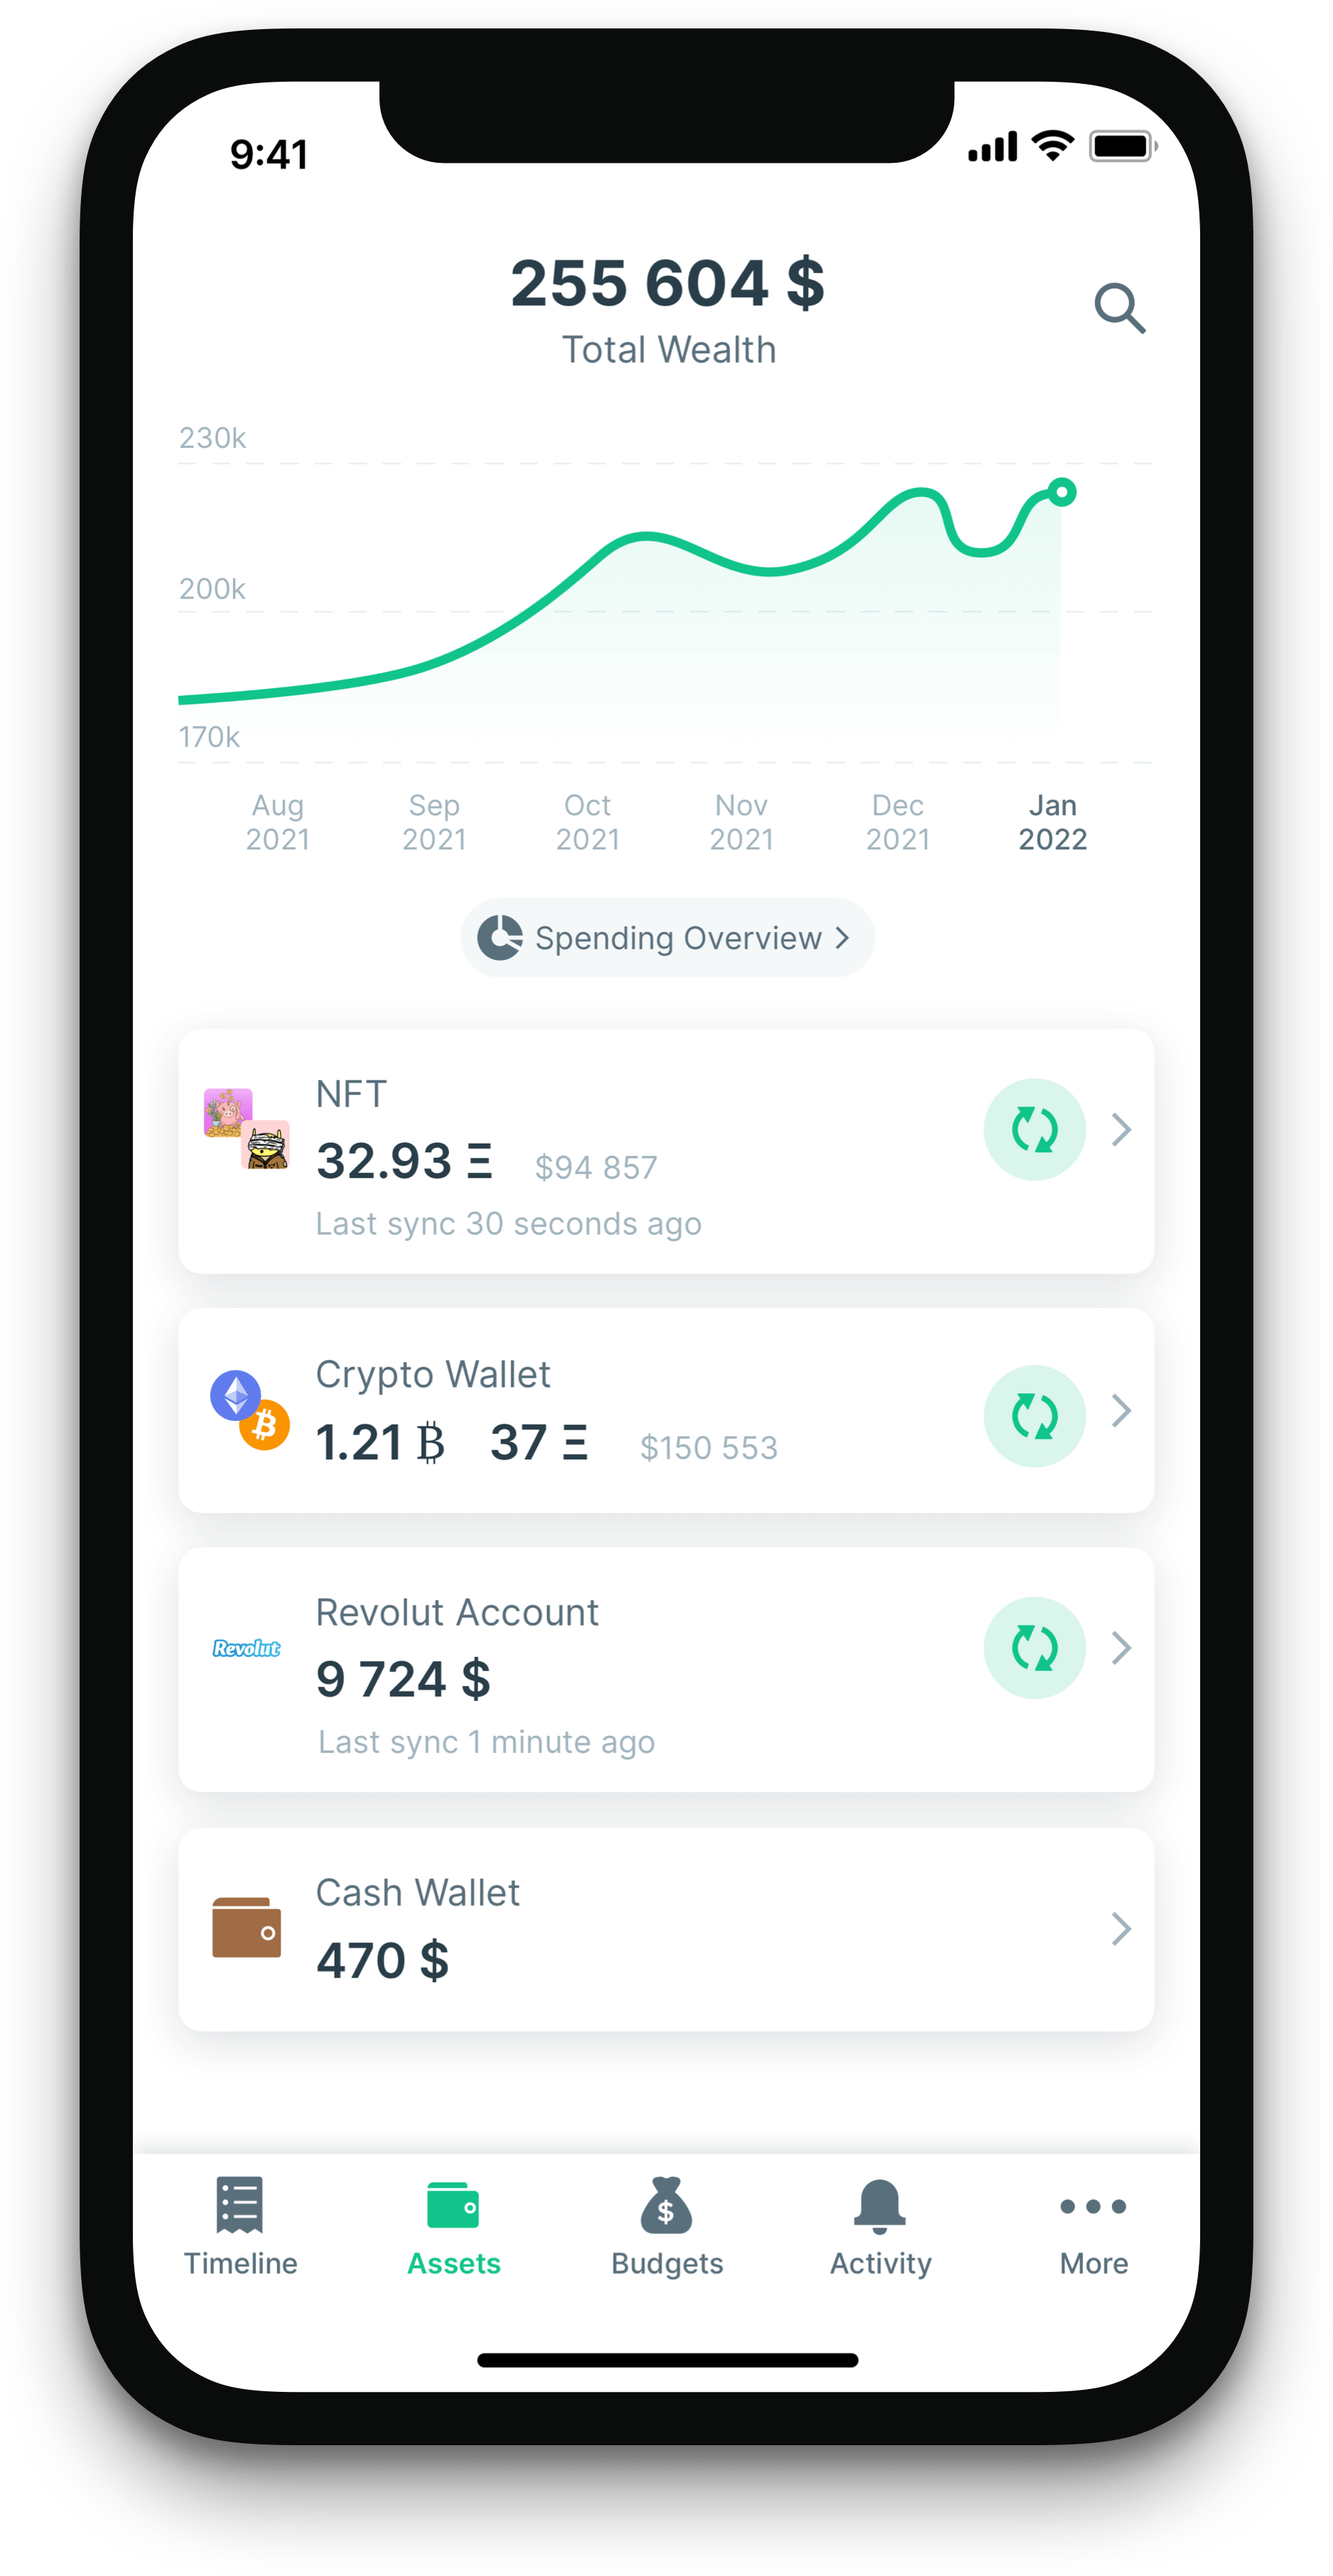 9:41
255 604 $
Total Wealth
230k
200k
170k
Aug Sep Oct Nov Dec Jan
2021 2021 2021 2021 2021 2022
Spending Overview
NFT
32.93 Ξ $94 857
Last sync 30 seconds ago
Crypto Wallet
1.21 ₿ 37 Ξ $150 553
Revolut
Revolut Account
9 724 $
Last sync 1 minute ago
Cash Wallet
470 $
Timeline Assets Budgets Activity More